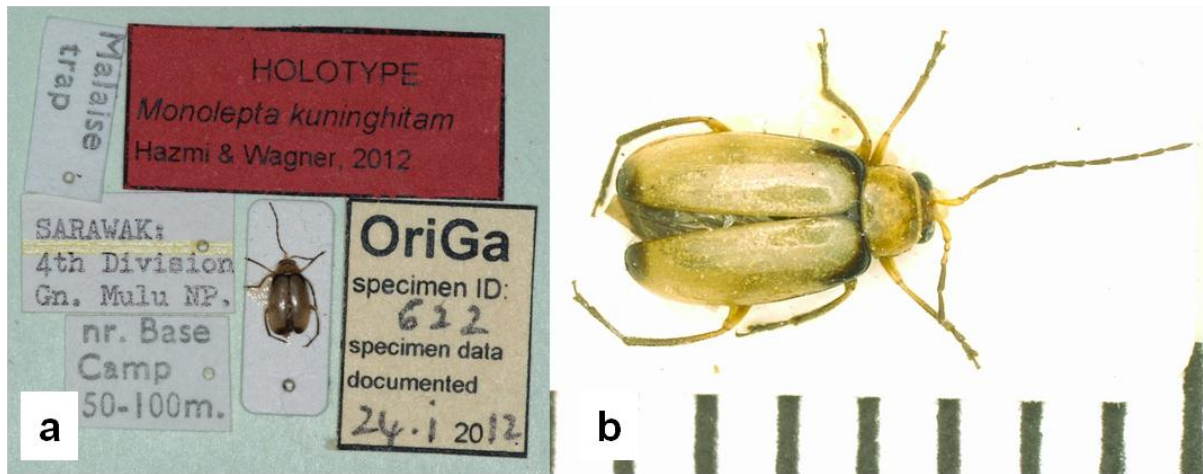 Malaise
trap
HOLOTYPE
Monolepta kuninghitam
Hazmi & Wagner, 2012
SARAWAK:
4th Division
Gn. Mulu NP.
nr. Base
Camp
50-100m.
OriGa
specimen ID:
622
specimen data
documented
24.i 2012
a
b